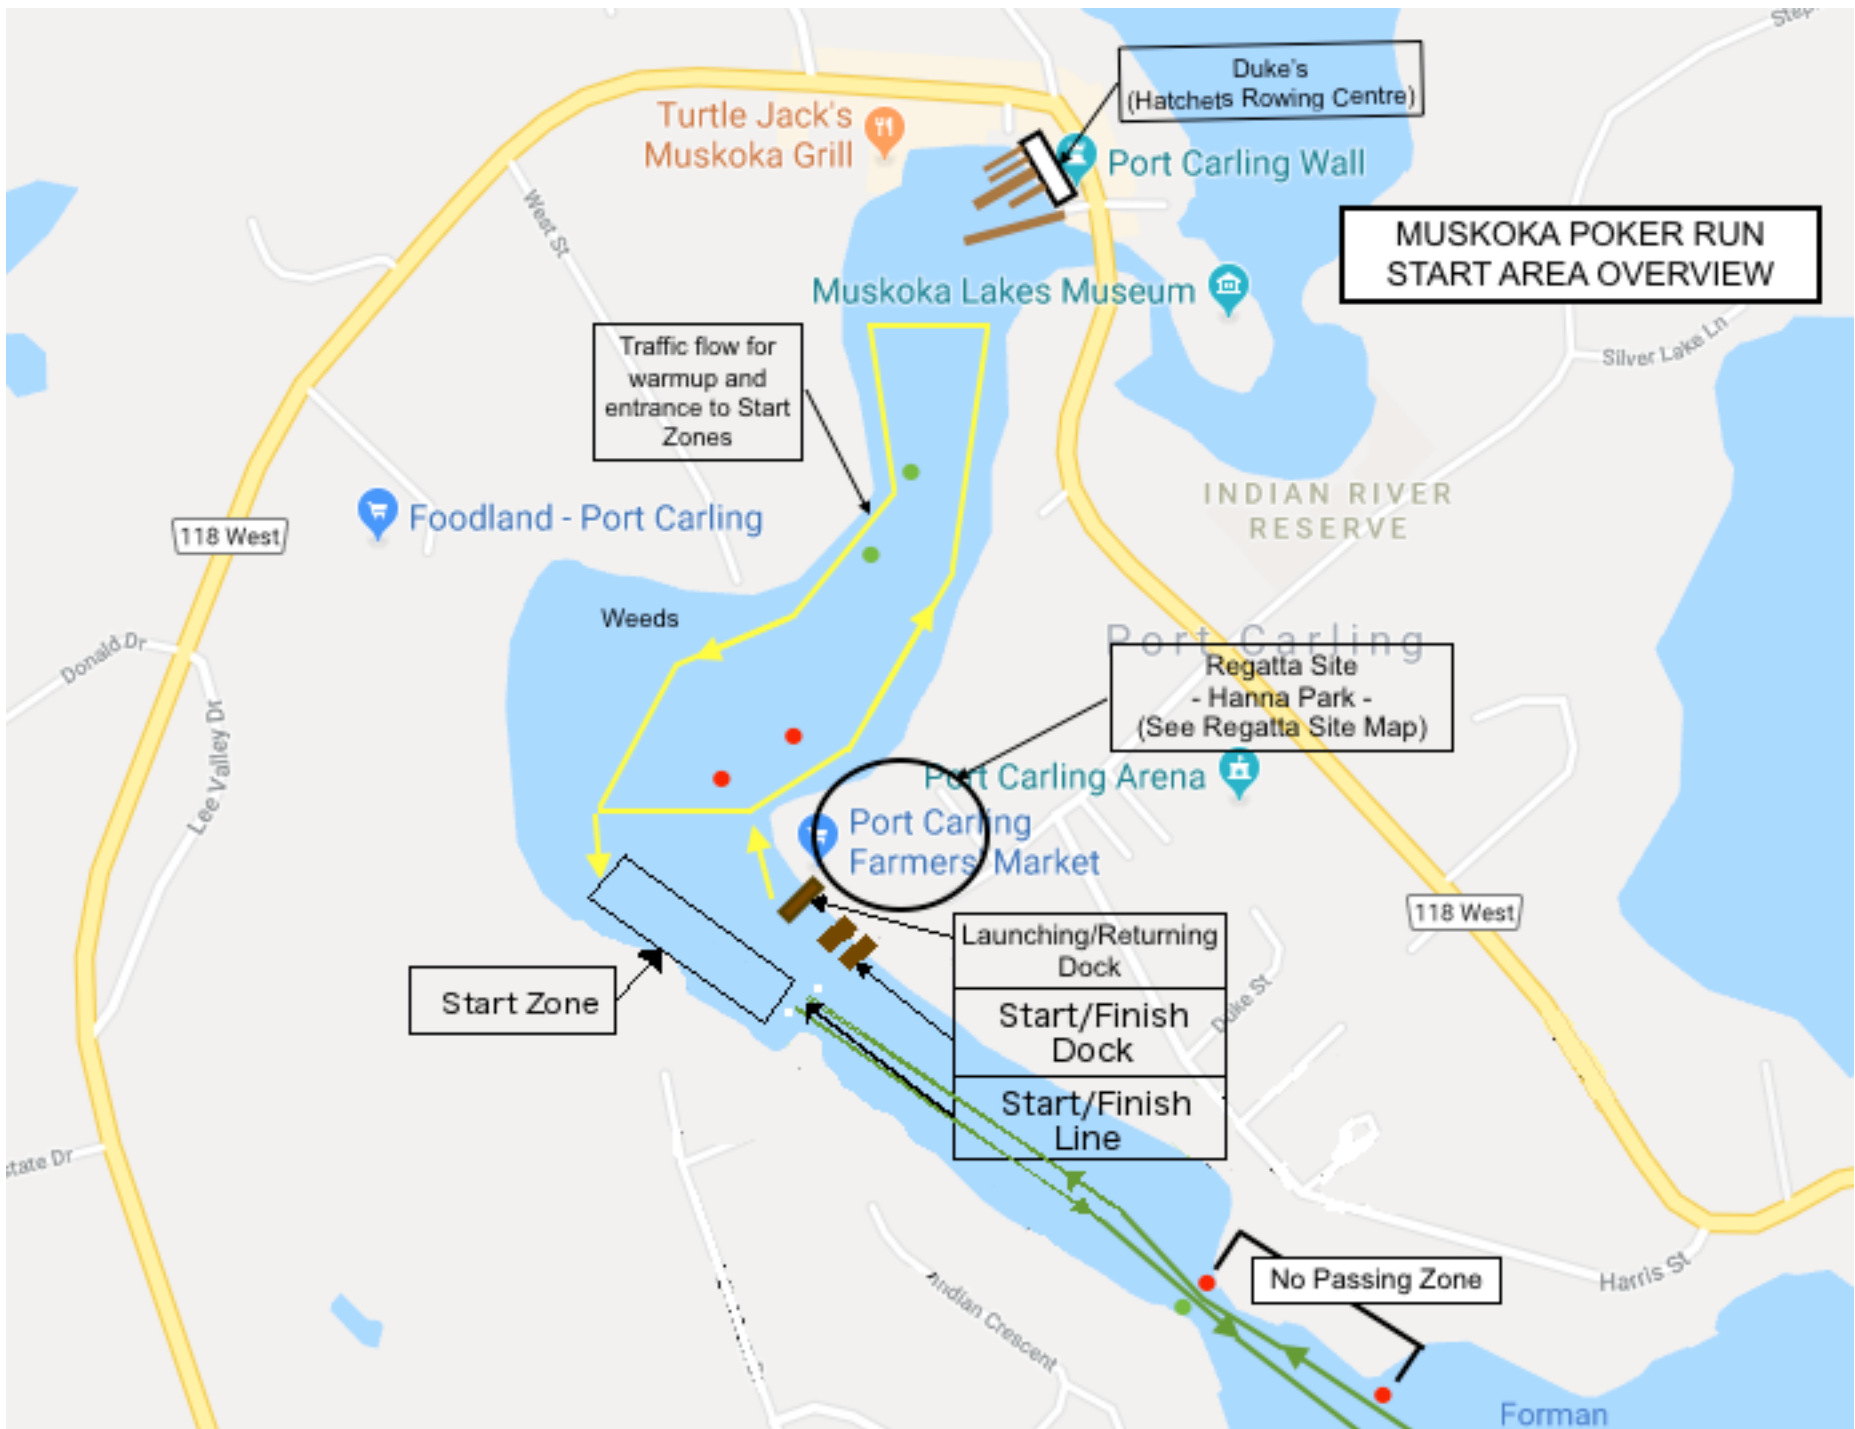 Steph
Duke's
(Hatchets Rowing Centre)
Turtle Jack's
Muskoka Grill
Port Carling Wall
MUSKOKA POKER RUN
START AREA OVERVIEW
West St
Muskoka Lakes Museum
Silver Lake Ln
Traffic flow for
warmup and
entrance to Start
Zones
INDIAN RIVER
RESERVE
118 West
Foodland - Port Carling
Weeds
Donald Dr
Lee Valley Dr
Port Carling
Regatta Site
- Hanna Park -
(See Regatta Site Map)
Port Carling Arena
Port Carling
Farmers' Market
118 West
Launching/Returning
Dock
Start/Finish
Dock
Start/Finish
Line
Start Zone
Duke St
state Dr
Harris St
No Passing Zone
Indian Crescent
Forman